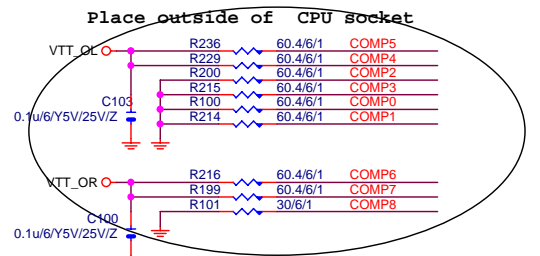 Place outside of CPU socket
VTT_OL R236 60.4/6/1 COMP5
R229 60.4/6/1 COMP4
R200 60.4/6/1 COMP2
R215 60.4/6/1 COMP3
C103 R100 60.4/6/1 COMP0
0.1u/6/Y5V/25V/Z R214 60.4/6/1 COMP1
VTT_OR R216 60.4/6/1 COMP6
R199 60.4/6/1 COMP7
R101 30/6/1 COMP8
C100
0.1u/6/Y5V/25V/Z